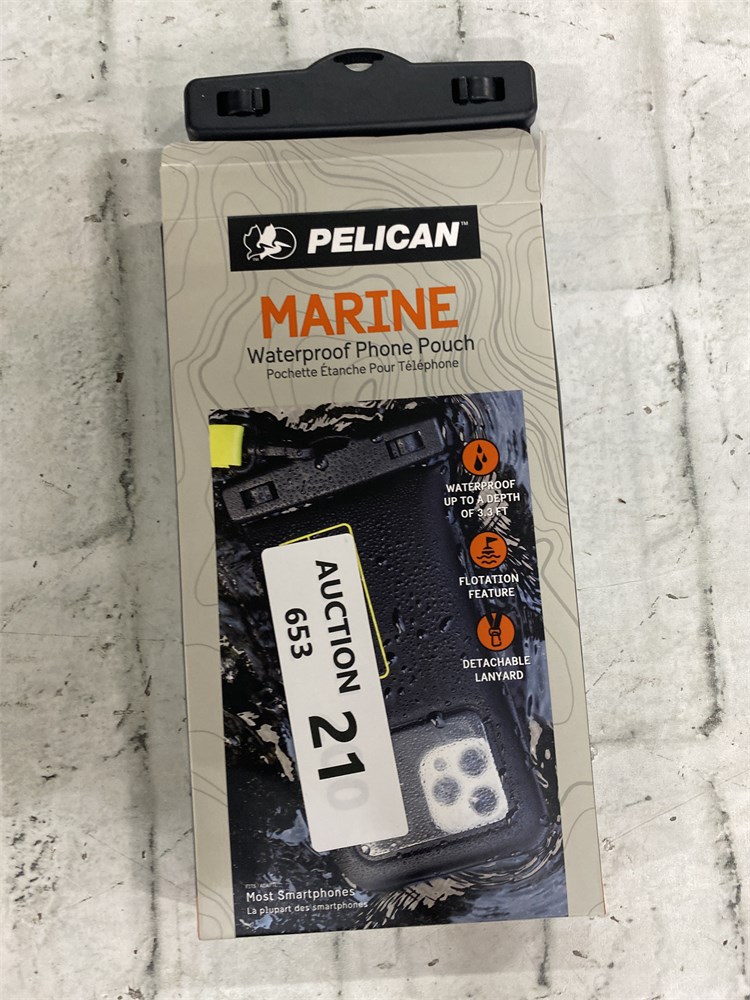 PELICAN™
MARINE
Waterproof Phone Pouch
Pochette Étanche Pour Téléphone
WATERPROOF
UP TO A DEPTH
OF 3.3 FT
FLOTATION
FEATURE
DETACHABLE
LANYARD
AUCTION 21
653
Most Smartphones
La plupart des smartphones